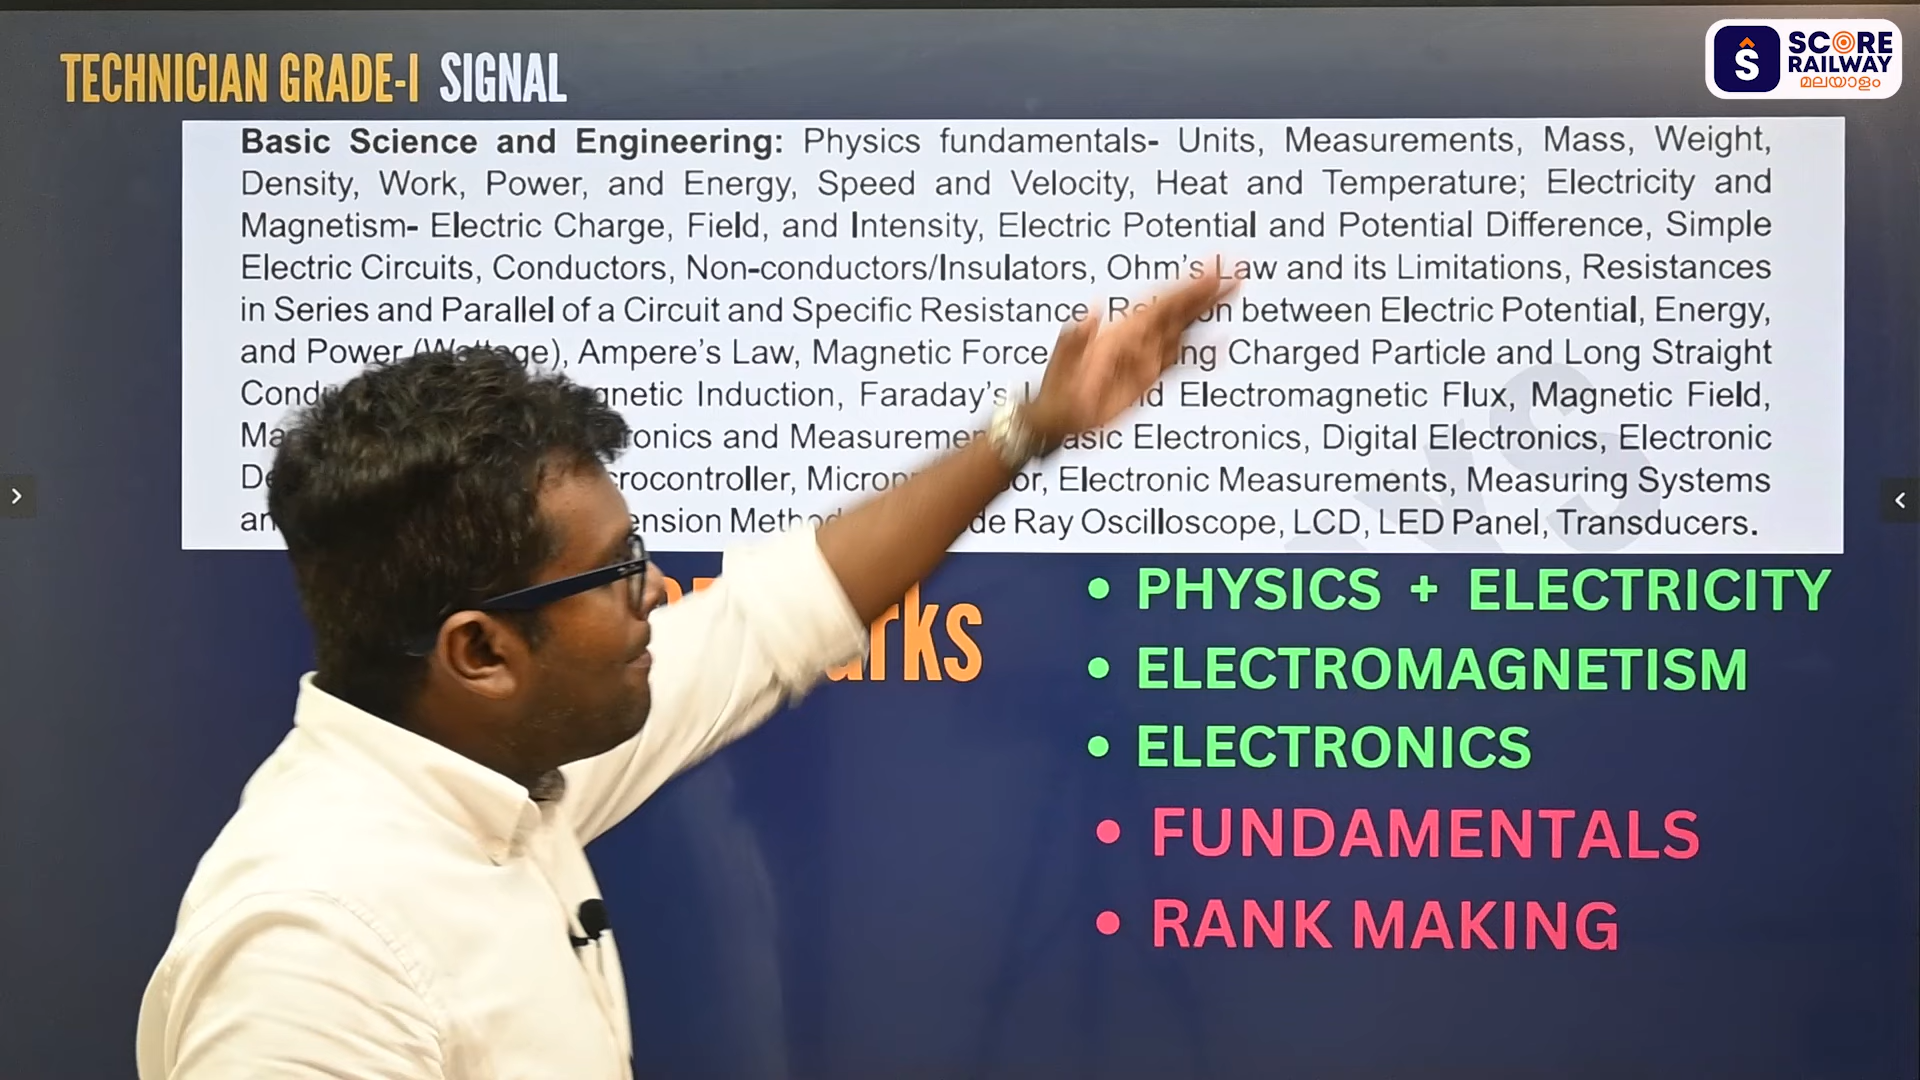 TECHNICIAN GRADE-I SIGNAL
SCORE
RAILWAY
മലയാളം
Basic Science and Engineering: Physics fundamentals- Units, Measurements, Mass, Weight,
Density, Work, Power, and Energy, Speed and Velocity, Heat and Temperature; Electricity and
Magnetism- Electric Charge, Field, and Intensity, Electric Potential and Potential Difference, Simple
Electric Circuits, Conductors, Non-conductors/Insulators, Ohm's Law and its Limitations, Resistances
in Series and Parallel of a Circuit and Specific Resistance between Electric Potential, Energy,
and Power Ampere's Law, Magnetic Force Charged Particle and Long Straight
Induction, Faraday's Electromagnetic Flux, Magnetic Field,
and Electronics, Digital Electronics, Electronic
Electronic Measurements, Measuring Systems
Ray Oscilloscope, LCD, LED Panel, Transducers.
• PHYSICS + ELECTRICITY
• ELECTROMAGNETISM
• ELECTRONICS
• FUNDAMENTALS
• RANK MAKING